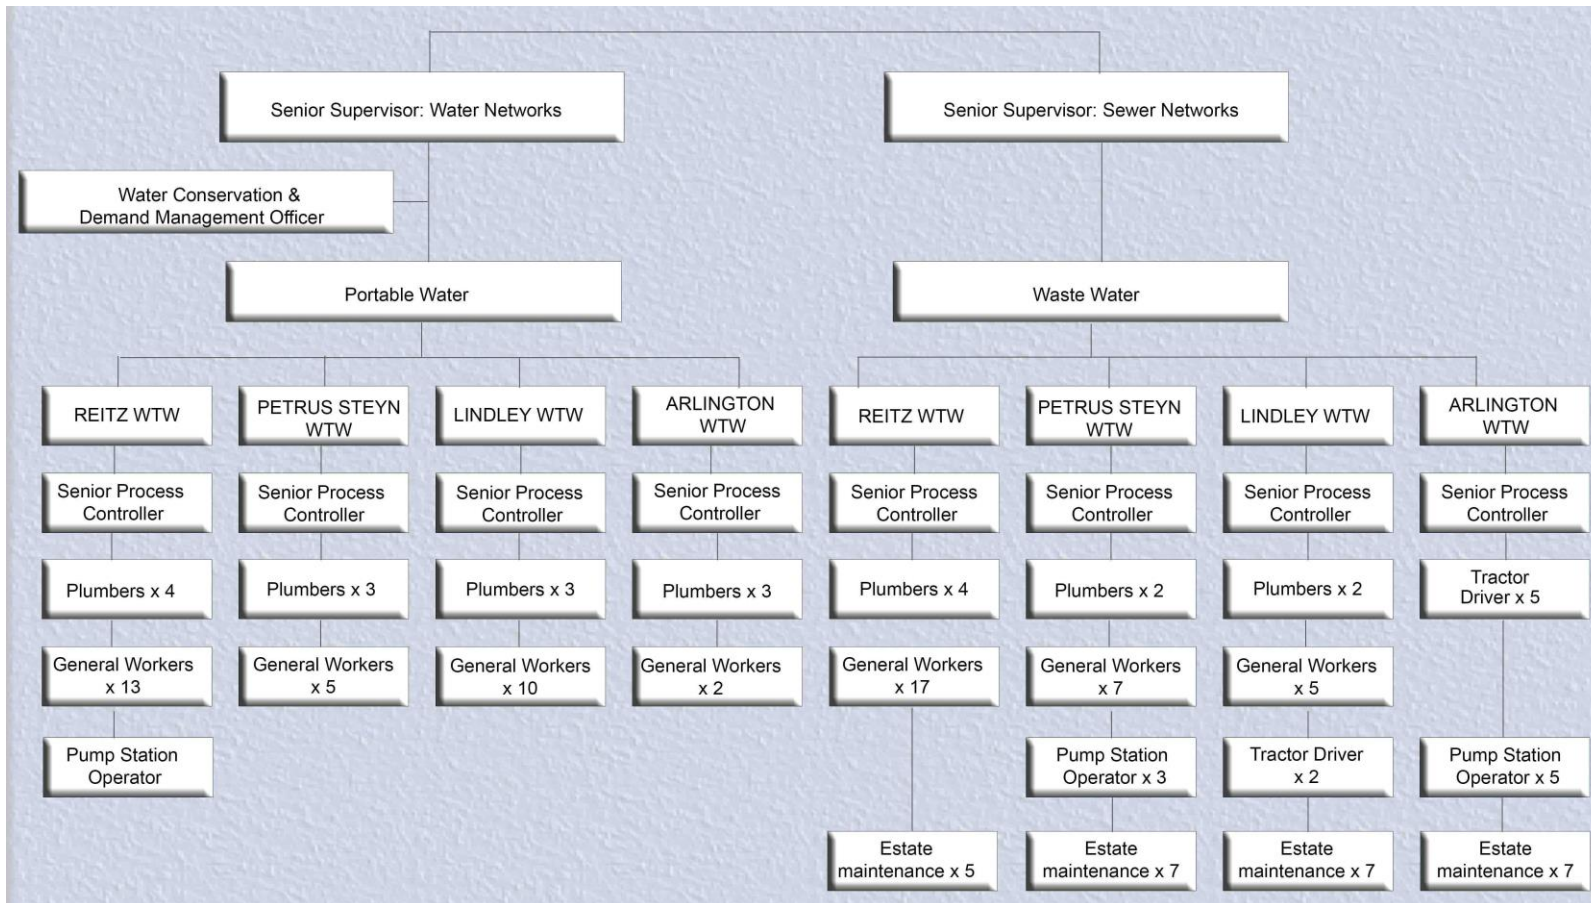 Senior Supervisor: Water Networks
Senior Supervisor: Sewer Networks
Water Conservation &
Demand Management Officer
Portable Water
Waste Water
REITZ WTW
PETRUS STEYN
WTW
LINDLEY WTW
ARLINGTON
WTW
REITZ WTW
PETRUS STEYN
WTW
LINDLEY WTW
ARLINGTON
WTW
Senior Process
Controller
Senior Process
Controller
Senior Process
Controller
Senior Process
Controller
Senior Process
Controller
Senior Process
Controller
Senior Process
Controller
Senior Process
Controller
Plumbers x 4
Plumbers x 3
Plumbers x 3
Plumbers x 3
Plumbers x 4
Plumbers x 2
Plumbers x 2
Tractor
Driver x 5
General Workers
x 13
General Workers
x 5
General Workers
x 10
General Workers
x 2
General Workers
x 17
General Workers
x 7
General Workers
x 5
Pump Station
Operator
Pump Station
Operator x 3
Tractor Driver
x 2
Pump Station
Operator x 5
Estate
maintenance x 5
Estate
maintenance x 7
Estate
maintenance x 7
Estate
maintenance x 7